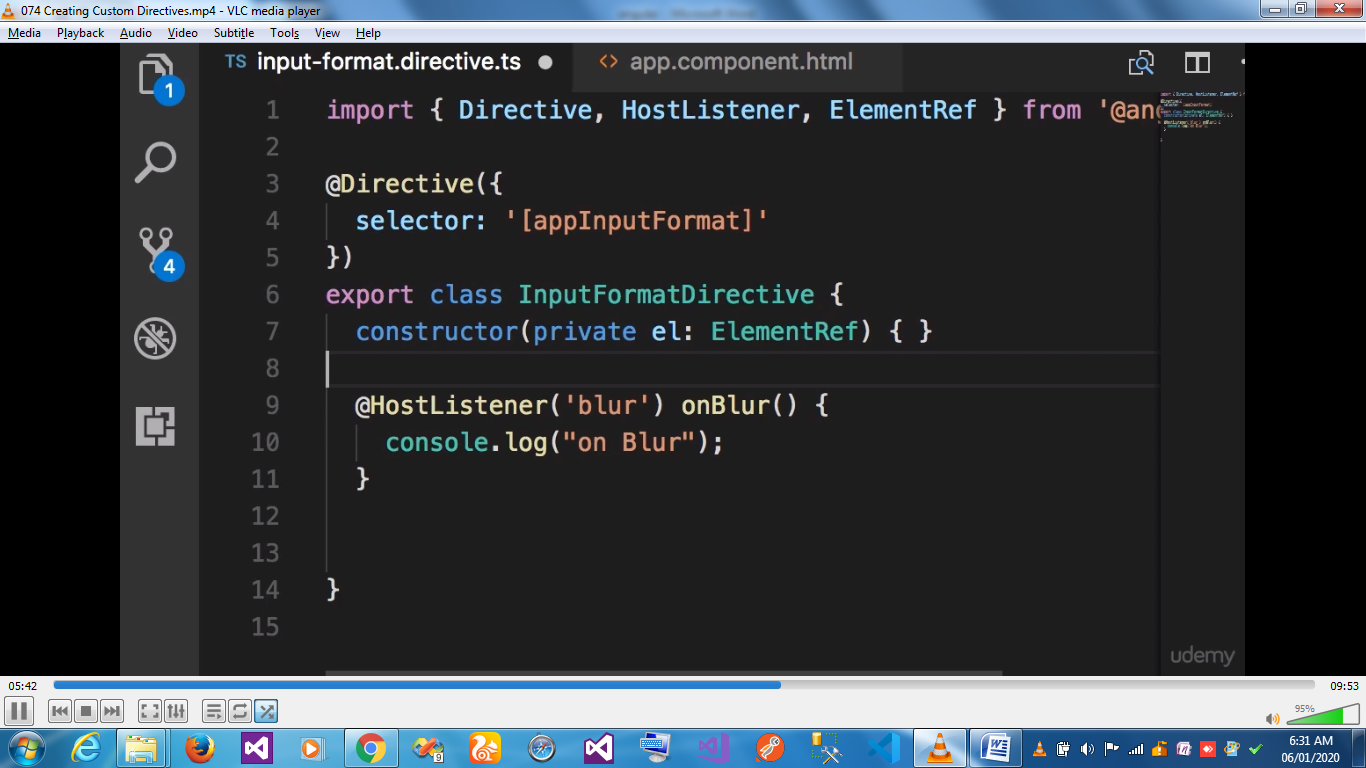 074 Creating Custom Directives.mp4 - VLC media player
Media Playback Audio Video Subtitle Tools View Help
1
4
TS input-format.directive.ts
<> app.component.html
1 import { Directive, HostListener, ElementRef } from '@an
2
3 @Directive({
4 selector: '[appInputFormat]'
5 })
6 export class InputFormatDirective {
7 constructor(private el: ElementRef) { }
8
9 @HostListener('blur') onBlur() {
10 console.log("on Blur");
11 }
12
13
14 }
15
udemy
05:42
09:53
95%
6:31 AM
06/01/2020